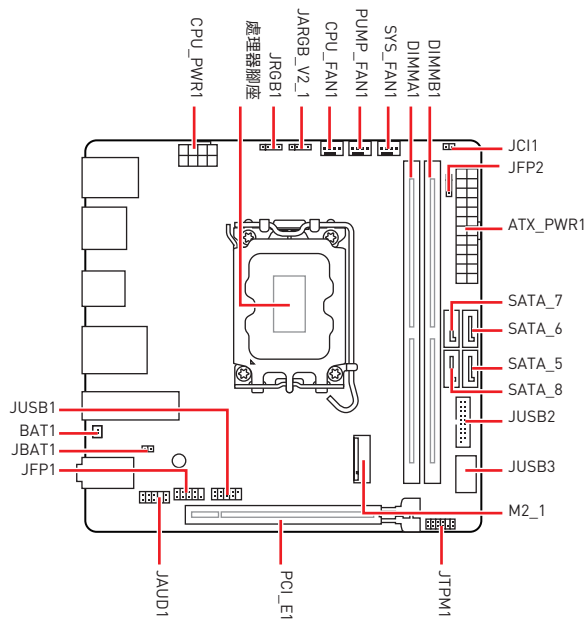 CPU_PWR1
處理器腳座
JRGB1
JARGB_V2_1
CPU_FAN1
PUMP_FAN1
SYS_FAN1
DIMMA1
DIMMB1
JCI1
JFP2
ATX_PWR1
SATA_7
SATA_6
SATA_5
SATA_8
JUSB2
JUSB3
M2_1
JUSB1
BAT1
JBAT1
JFP1
JAUD1
PCI_E1
JTPM1